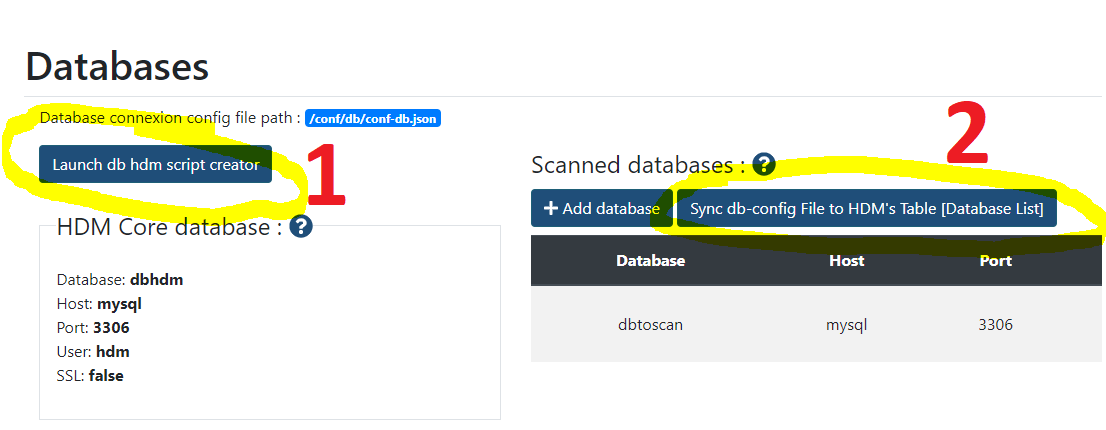 Databases
Database connexion config file path : /conf/db/conf-db.json
Launch db hdm script creator
1
HDM Core database : ?
Database: dbhdm
Host: mysql
Port: 3306
User: hdm
SSL: false
2
Scanned databases : ?
+ Add database
Sync db-config File to HDM's Table [Database List]
Database Host Port
dbtoscan mysql 3306